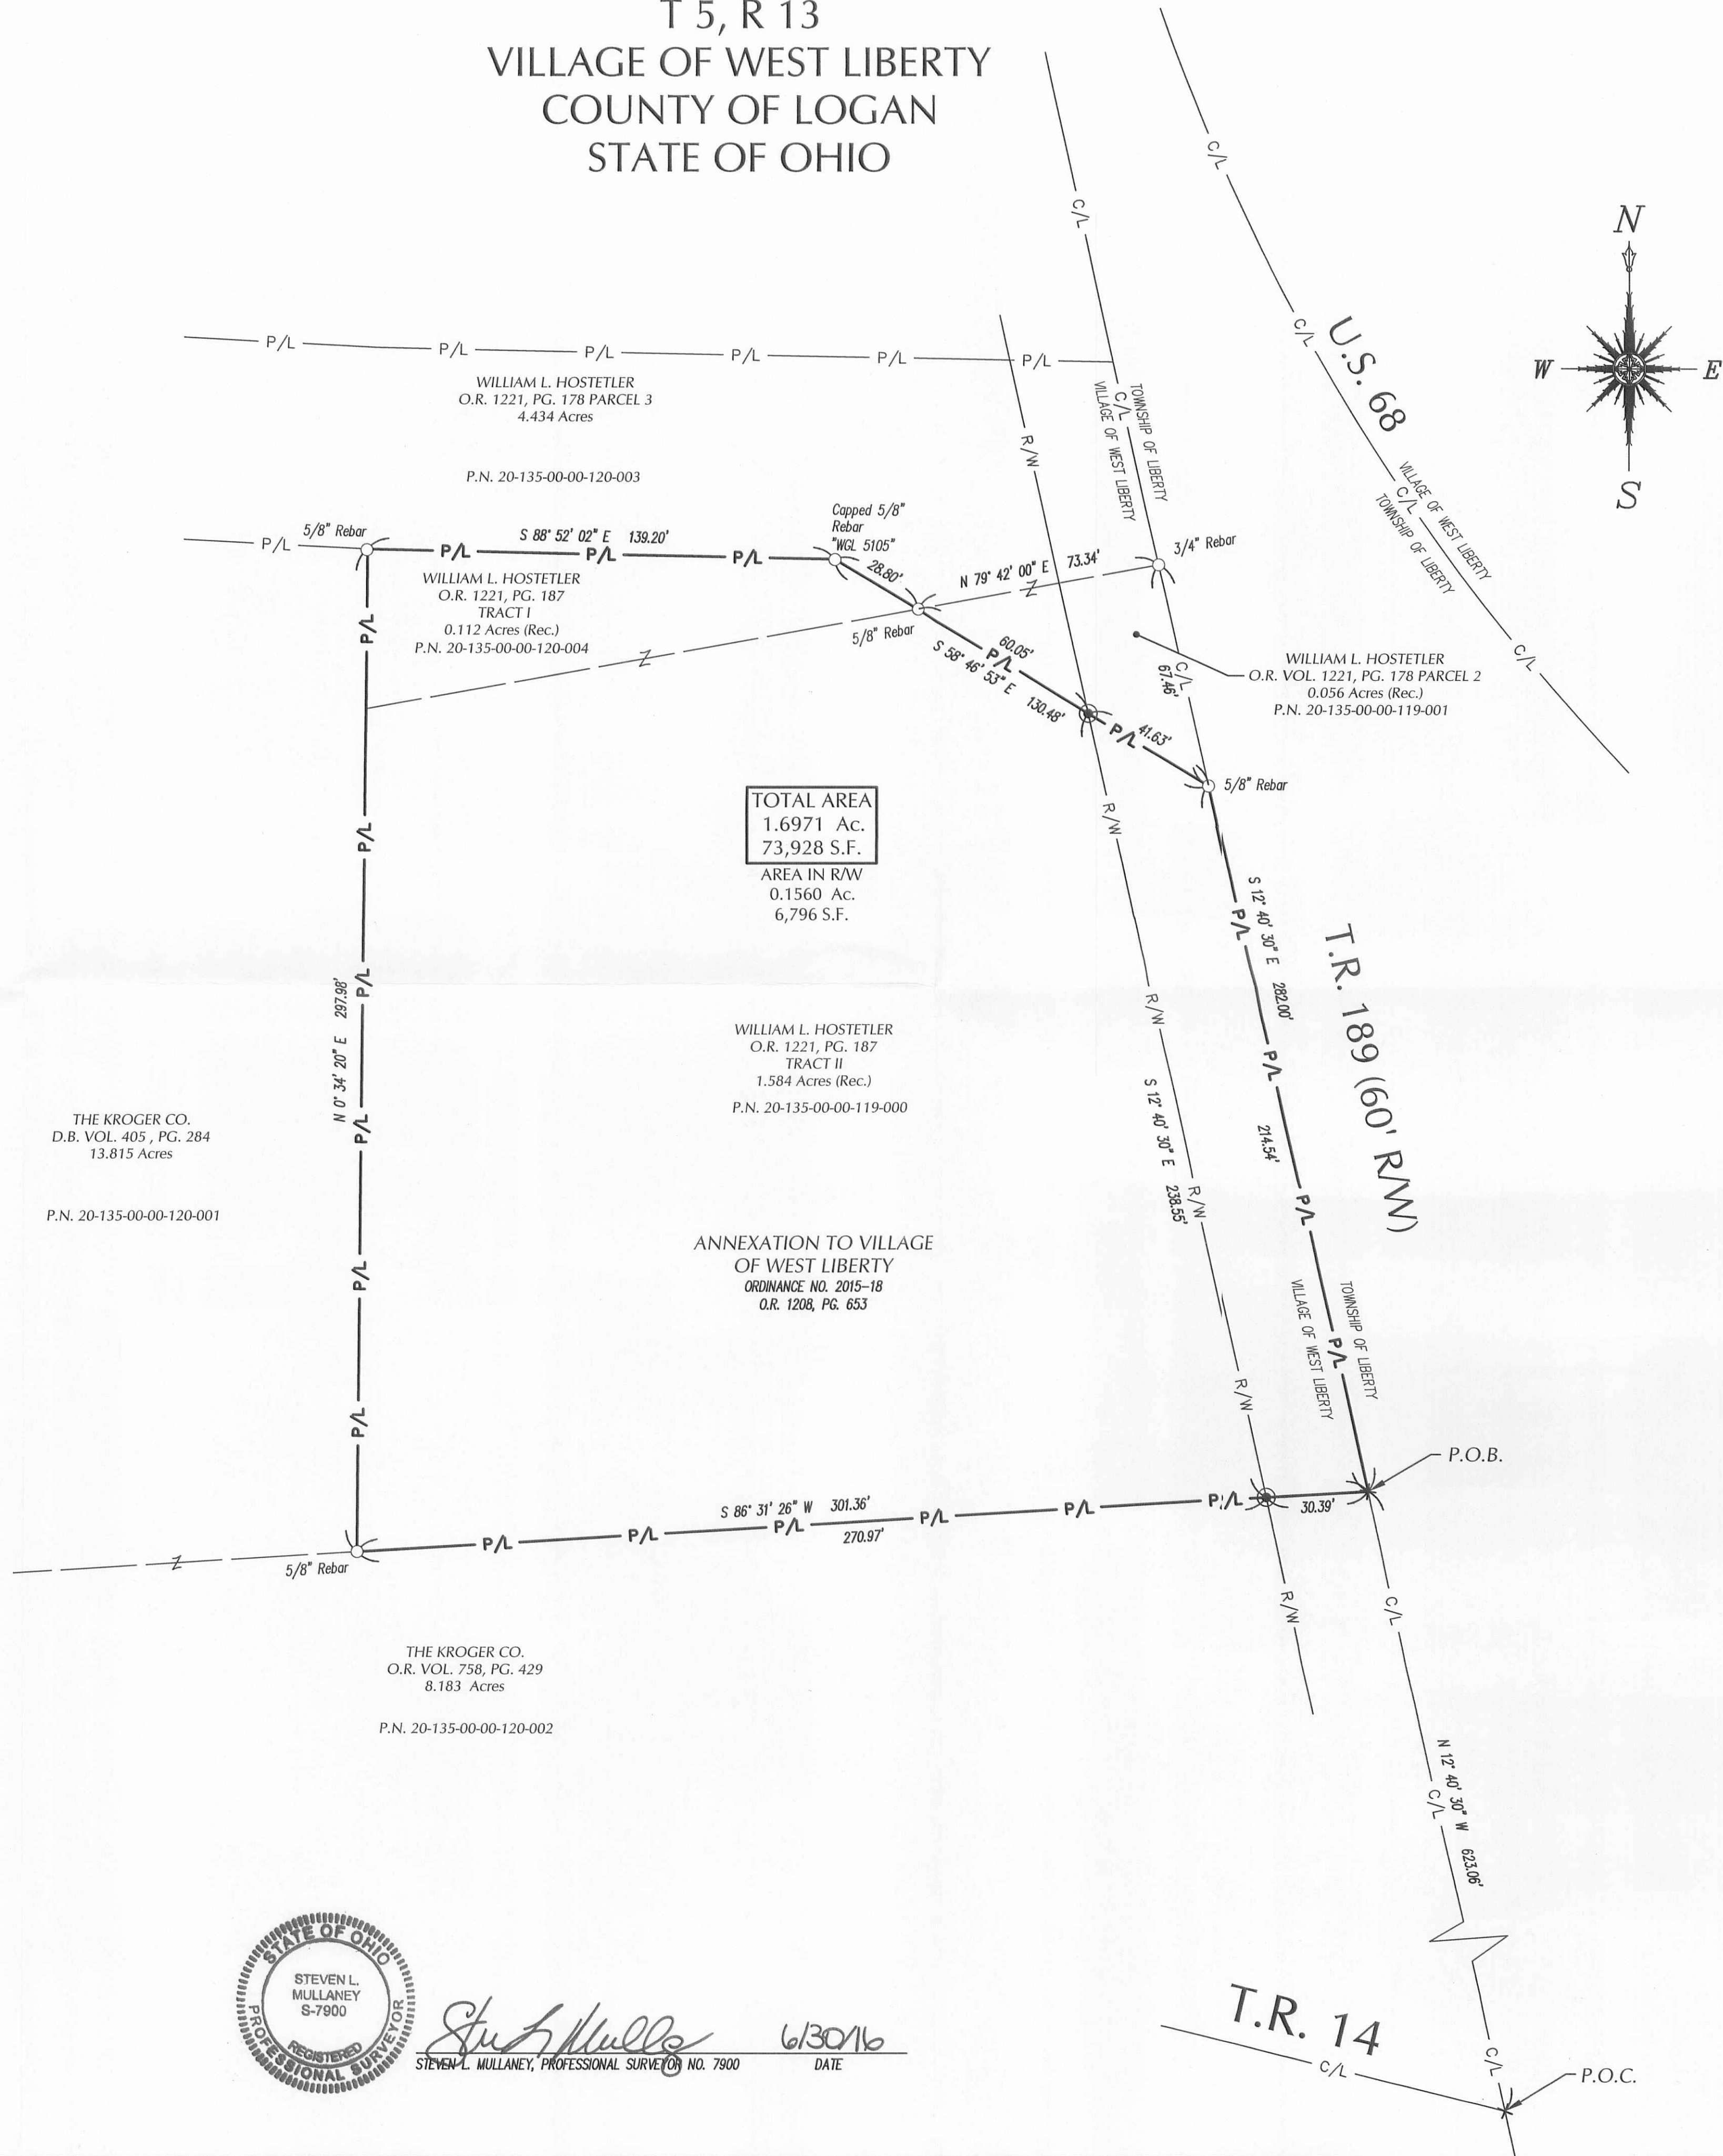 T 5, R 13
VILLAGE OF WEST LIBERTY
COUNTY OF LOGAN
STATE OF OHIO
C/L
C/L
N
W
E
S
C/L
U.S. 68
P/L
P/L
P/L
P/L
P/L
P/L
WILLIAM L. HOSTETLER
O.R. 1221, PG. 178 PARCEL 3
4.434 Acres
P.N. 20-135-00-00-120-003
R/W
VILLAGE OF WEST LIBERTY
C/L
TOWNSHIP OF LIBERTY
VILLAGE OF WEST LIBERTY
C/L
TOWNSHIP OF LIBERTY
P/L
5/8" Rebar
P/L
S 88° 52' 02" E 139.20'
P/L
P/L
Capped 5/8"
Rebar
"WGL 5105"
28.80'
N 79° 42' 00" E 73.34'
Z
3/4" Rebar
WILLIAM L. HOSTETLER
O.R. 1221, PG. 187
TRACT I
0.112 Acres (Rec.)
P.N. 20-135-00-00-120-004
P/L
Z
5/8" Rebar
60.05'
P/L
S 58° 46' 53" E 130.48'
P/L
41.63'
C/L
67.46'
C/L
WILLIAM L. HOSTETLER
O.R. VOL. 1221, PG. 178 PARCEL 2
0.056 Acres (Rec.)
P.N. 20-135-00-00-119-001
5/8" Rebar
TOTAL AREA
1.6971 Ac.
73,928 S.F.
AREA IN R/W
0.1560 Ac.
6,796 S.F.
R/W
P/L
P/L
N 0° 34' 20" E 297.98'
P/L
P/L
P/L
P/L
S 12° 40' 30" E 282.00'
P/L
T.R. 189 (60' R/W)
R/W
P/L
214.54'
S 12° 40' 30" E 238.55'
R/W
P/L
WILLIAM L. HOSTETLER
O.R. 1221, PG. 187
TRACT II
1.584 Acres (Rec.)
P.N. 20-135-00-00-119-000
THE KROGER CO.
D.B. VOL. 405 , PG. 284
13.815 Acres
P.N. 20-135-00-00-120-001
ANNEXATION TO VILLAGE
OF WEST LIBERTY
ORDINANCE NO. 2015-18
O.R. 1208, PG. 653
VILLAGE OF WEST LIBERTY
P/L
TOWNSHIP OF LIBERTY
R/W
P.O.B.
S 86° 31' 26" W 301.36'
P/L
P/L
P/L
P/L
P/L
P/L
270.97'
30.39'
Z
5/8" Rebar
R/W
C/L
THE KROGER CO.
O.R. VOL. 758, PG. 429
8.183 Acres
P.N. 20-135-00-00-120-002
N 12° 40' 30" W 623.06'
C/L
STATE OF OHIO
STEVEN L.
MULLANEY
S-7900
REGISTERED
PROFESSIONAL SURVEYOR
6/30/16
STEVEN L. MULLANEY, PROFESSIONAL SURVEYOR NO. 7900
DATE
T.R. 14
C/L
C/L
P.O.C.